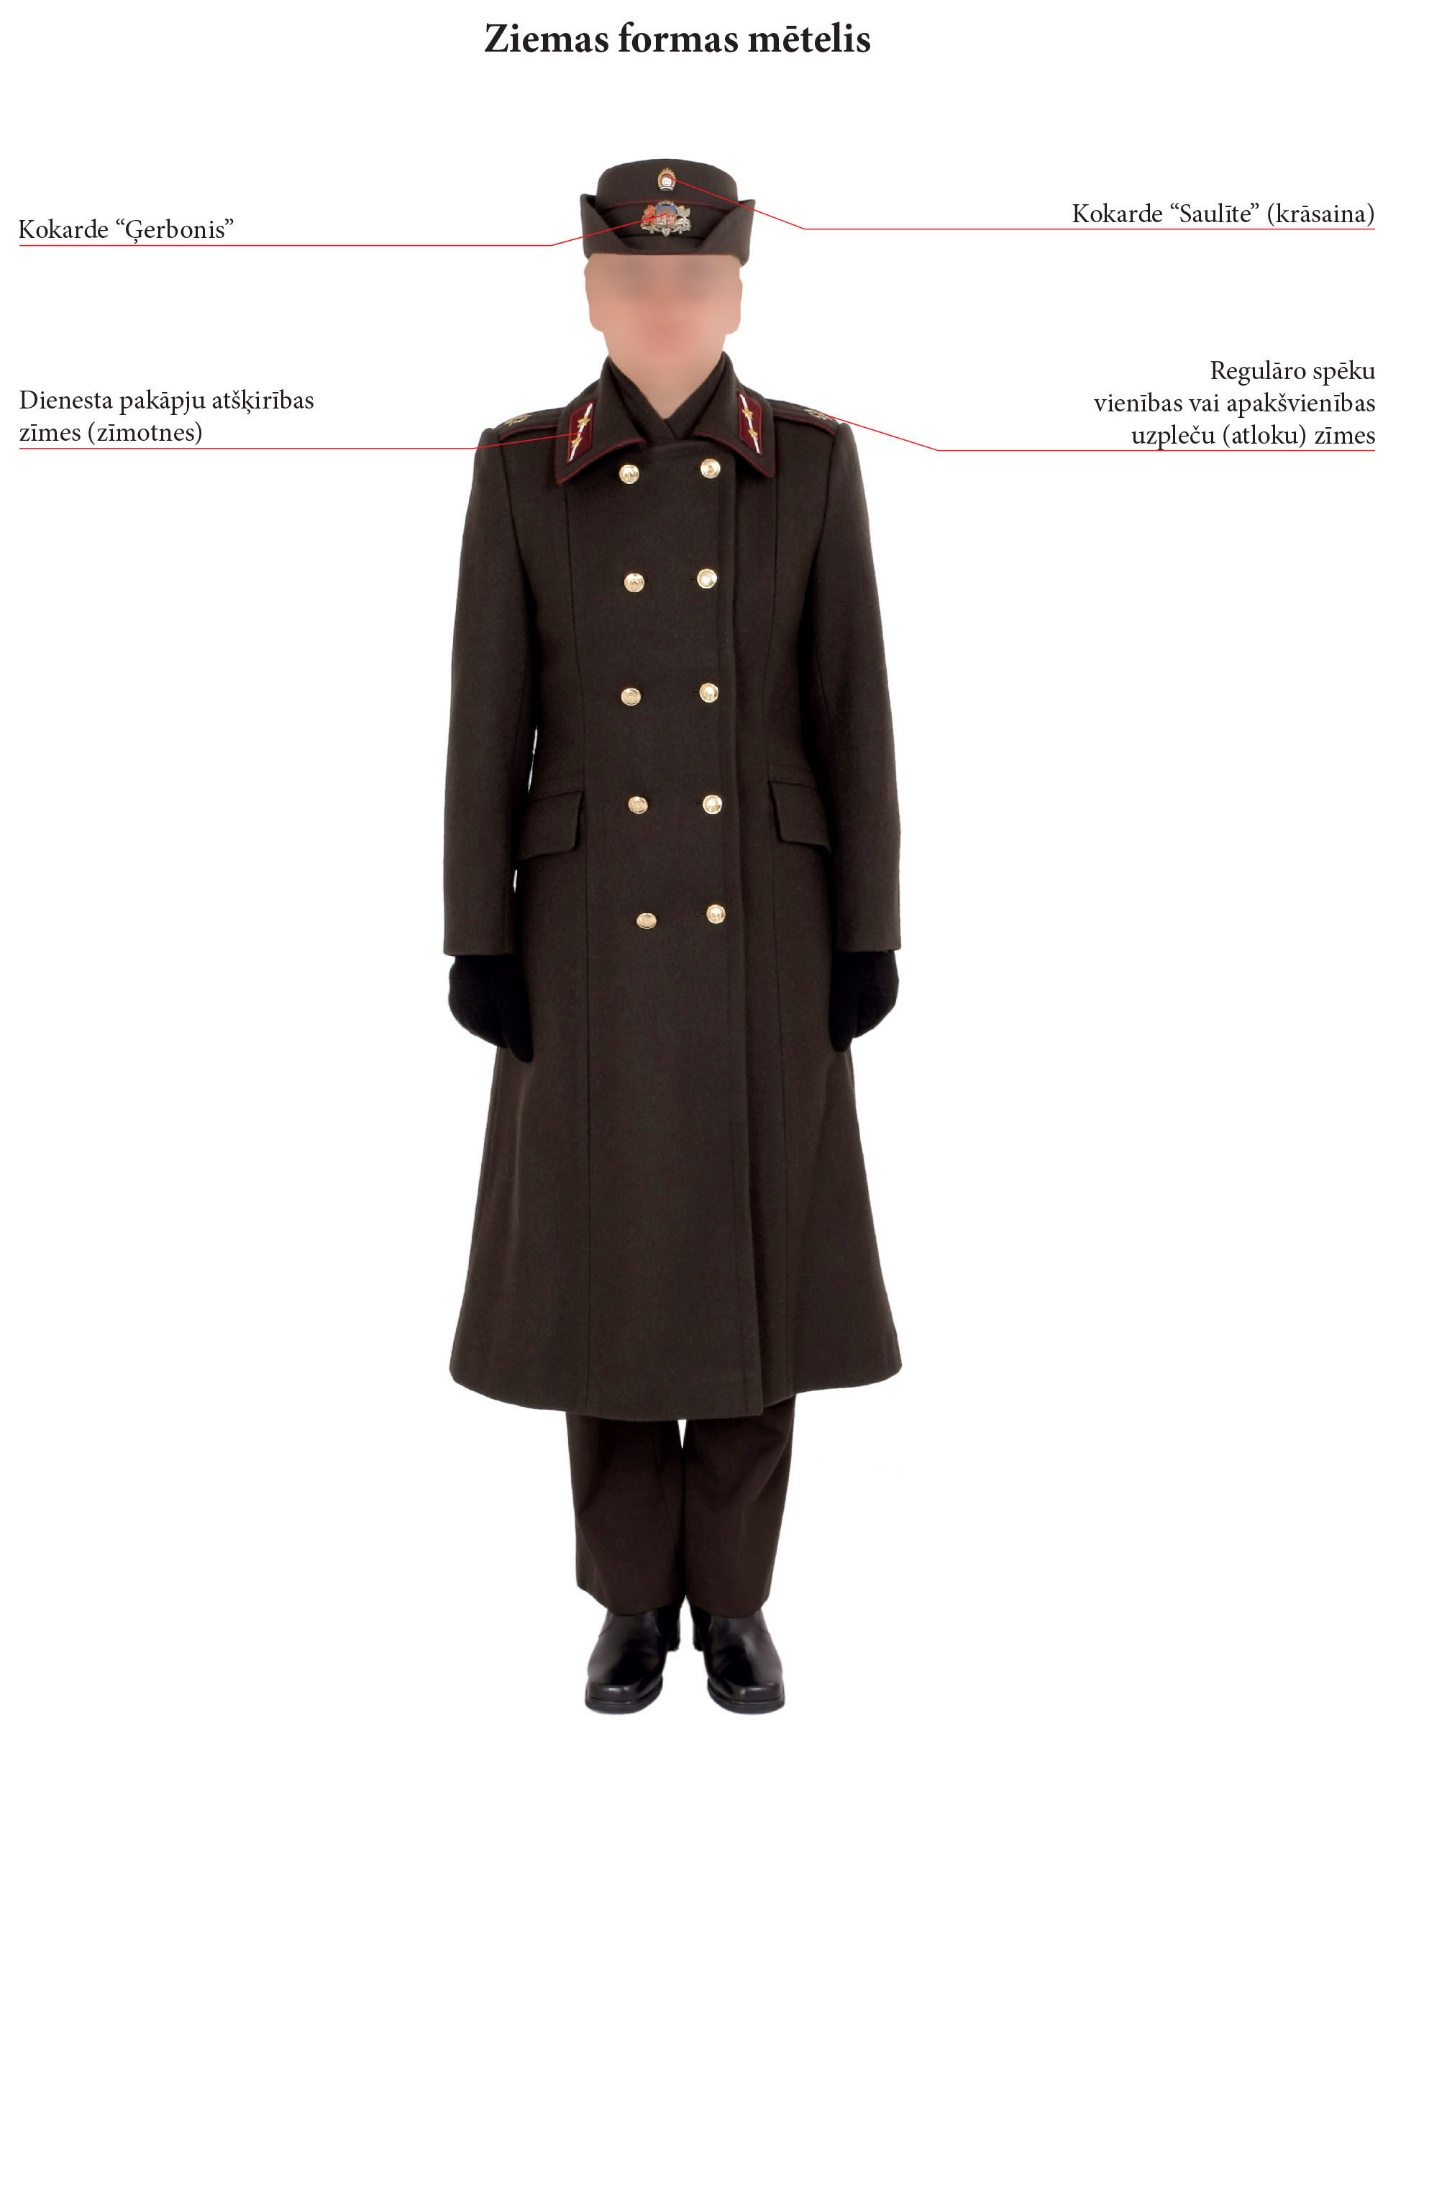 Ziemas formas mētelis
Kokarde “Ģerbonis”
Kokarde “Saulīte” (krāsaina)
Dienesta pakāpju atšķirības
zīmes (zīmotnes)
Regulāro spēku
vienības vai apakšvienības
uzpleču (atloku) zīmes